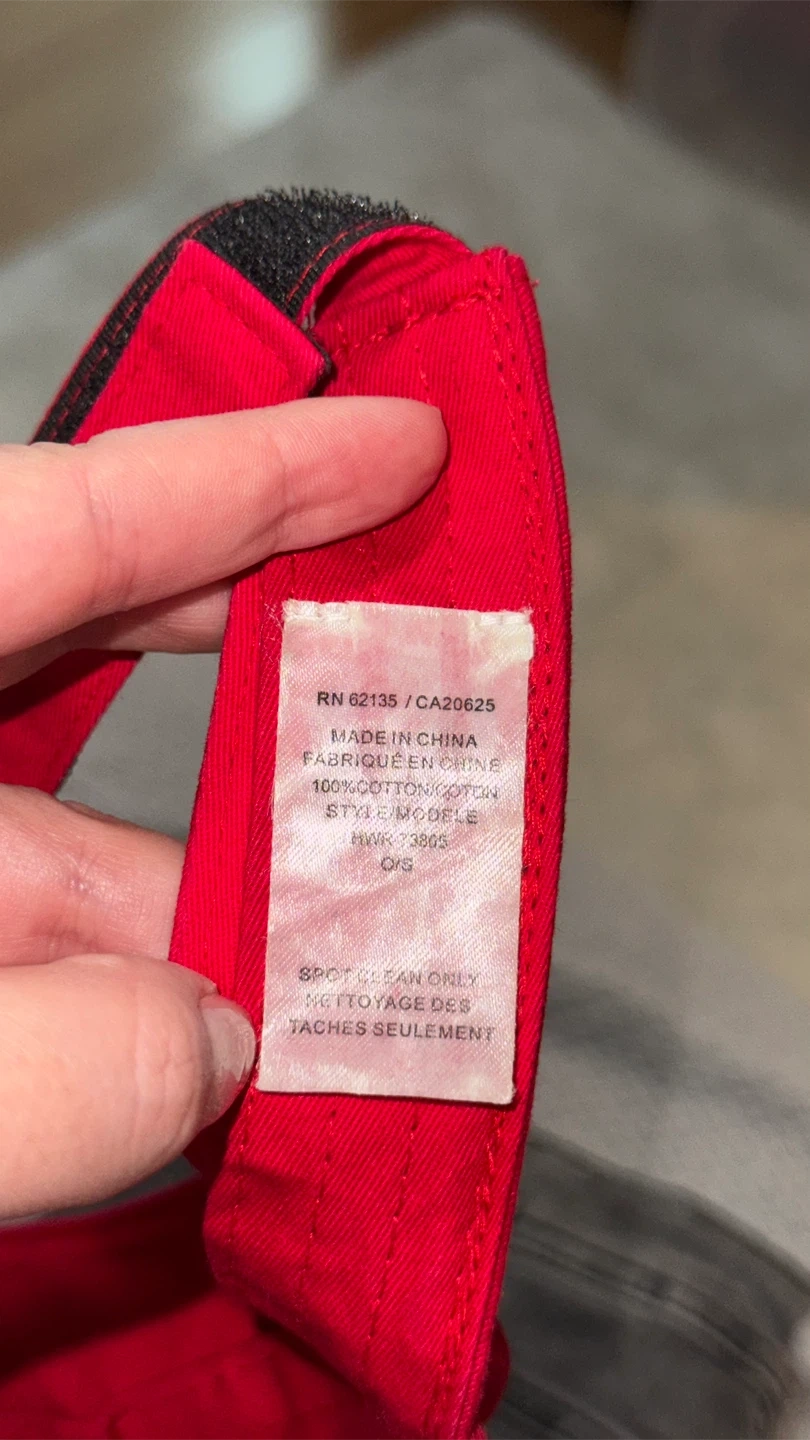 RN 62135 / CA20625
MADE IN CHINA
FABRIQUÉ EN CHINE
100%COTTON/COTON
STYLE/MODÈLE
HWR 73805
O/S
SPOT CLEAN ONLY
NETTOYAGE DES
TACHES SEULEMENT